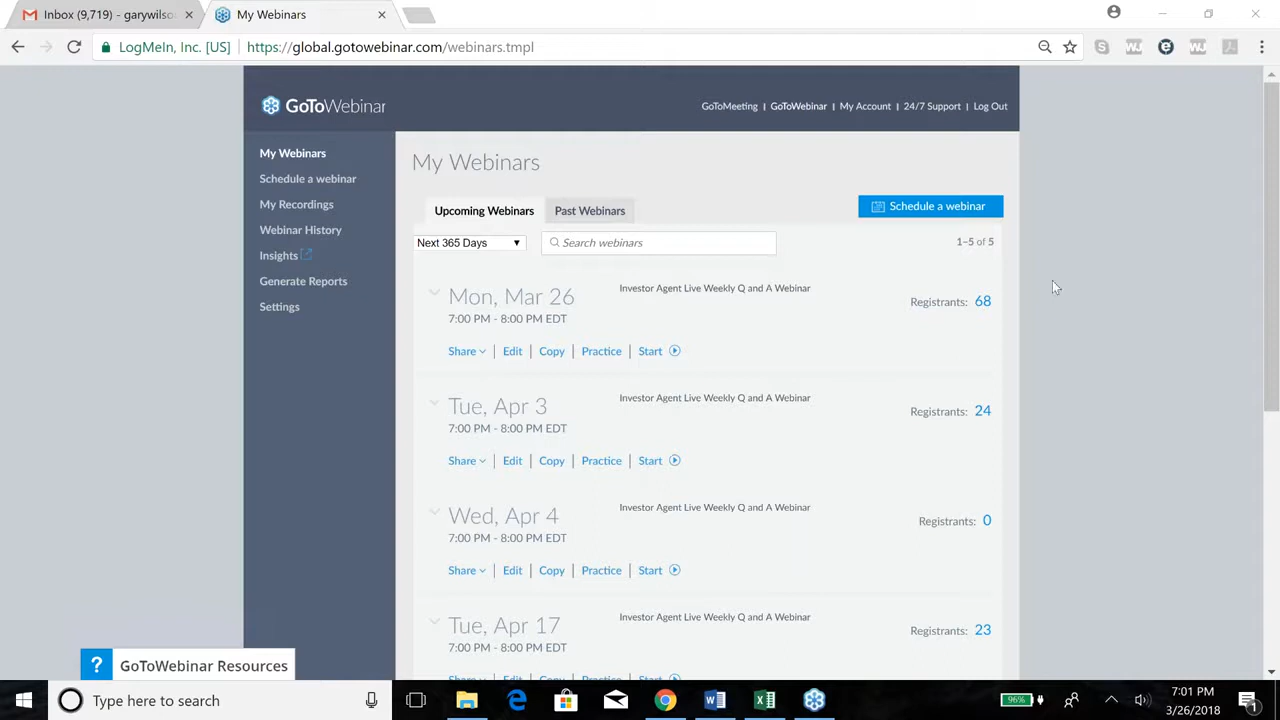 Inbox (9,719) - garywilso
My Webinars
LogMeIn, Inc. [US]
https://global.gotowebinar.com/webinars.tmpl
GoToWebinar
GoToMeeting | GoToWebinar | My Account | 24/7 Support | Log Out
My Webinars
Schedule a webinar
My Recordings
Webinar History
Insights
Generate Reports
Settings
My Webinars
Upcoming Webinars
Past Webinars
Schedule a webinar
Next 365 Days
Search webinars
1–5 of 5
Mon, Mar 26
Investor Agent Live Weekly Q and A Webinar
Registrants: 68
7:00 PM - 8:00 PM EDT
Share | Edit | Copy | Practice | Start
Tue, Apr 3
Investor Agent Live Weekly Q and A Webinar
Registrants: 24
7:00 PM - 8:00 PM EDT
Share | Edit | Copy | Practice | Start
Wed, Apr 4
Investor Agent Live Weekly Q and A Webinar
Registrants: 0
7:00 PM - 8:00 PM EDT
Share | Edit | Copy | Practice | Start
Tue, Apr 17
Investor Agent Live Weekly Q and A Webinar
Registrants: 23
7:00 PM - 8:00 PM EDT
Share | Edit | Copy | Practice | Start
? GoToWebinar Resources
Type here to search
96%
7:01 PM
3/26/2018
1